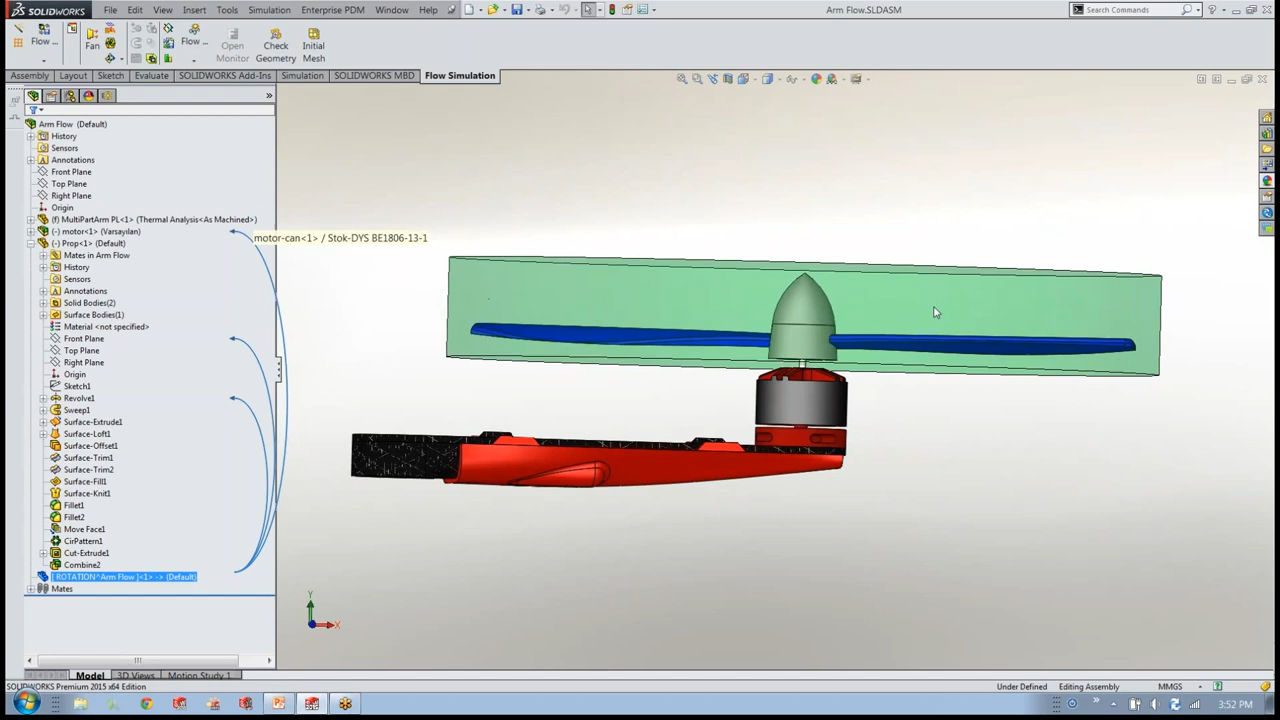 SOLIDWORKS File Edit View Insert Tools Simulation Enterprise PDM Window Help Arm Flow.SLDASM Search Commands
Flow ... Fan Flow ... Open Monitor Check Geometry Initial Mesh
Assembly Layout Sketch Evaluate SOLIDWORKS Add-Ins Simulation SOLIDWORKS MBD Flow Simulation
Arm Flow (Default)
History
Sensors
Annotations
Front Plane
Top Plane
Right Plane
Origin
(f) MultiPartArm PL<1> (Thermal Analysis<As Machined>)
(-) motor<1> (Varsayılan)
motor-can<1> / Stok-DYS BE1806-13-1
(-) Prop<1> (Default)
Mates in Arm Flow
History
Sensors
Annotations
Solid Bodies(2)
Surface Bodies(1)
Material <not specified>
Front Plane
Top Plane
Right Plane
Origin
Sketch1
Revolve1
Sweep1
Surface-Extrude1
Surface-Loft1
Surface-Offset1
Surface-Trim1
Surface-Trim2
Surface-Fill1
Surface-Knit1
Fillet1
Fillet2
Move Face1
CirPattern1
Cut-Extrude1
Combine2
[ ROTATION^Arm Flow ]<1> -> (Default)
Mates
Y
X
Model 3D Views Motion Study 1
SOLIDWORKS Premium 2015 x64 Edition Under Defined Editing Assembly MMGS
3:52 PM